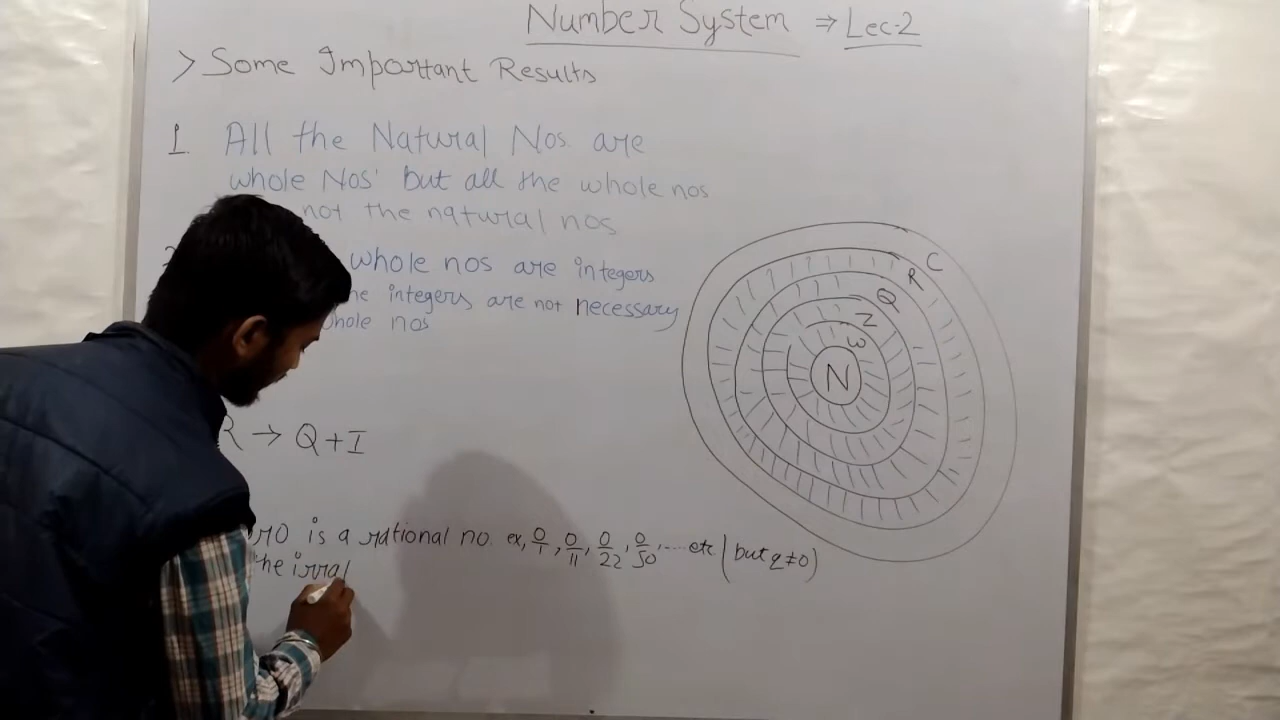 Number System ⇒ Lec-2
> Some Important Results
1. All the Natural Nos. are
whole Nos' but all the whole nos
not the natural nos
whole nos are integers
integers are not necessary
whole nos
R → Q+I
is a rational no. ex, 0/1, 0/11, 0/22, 0/50, .... etc (but q≠0)
the irra
C
R
Q
Z
W
N